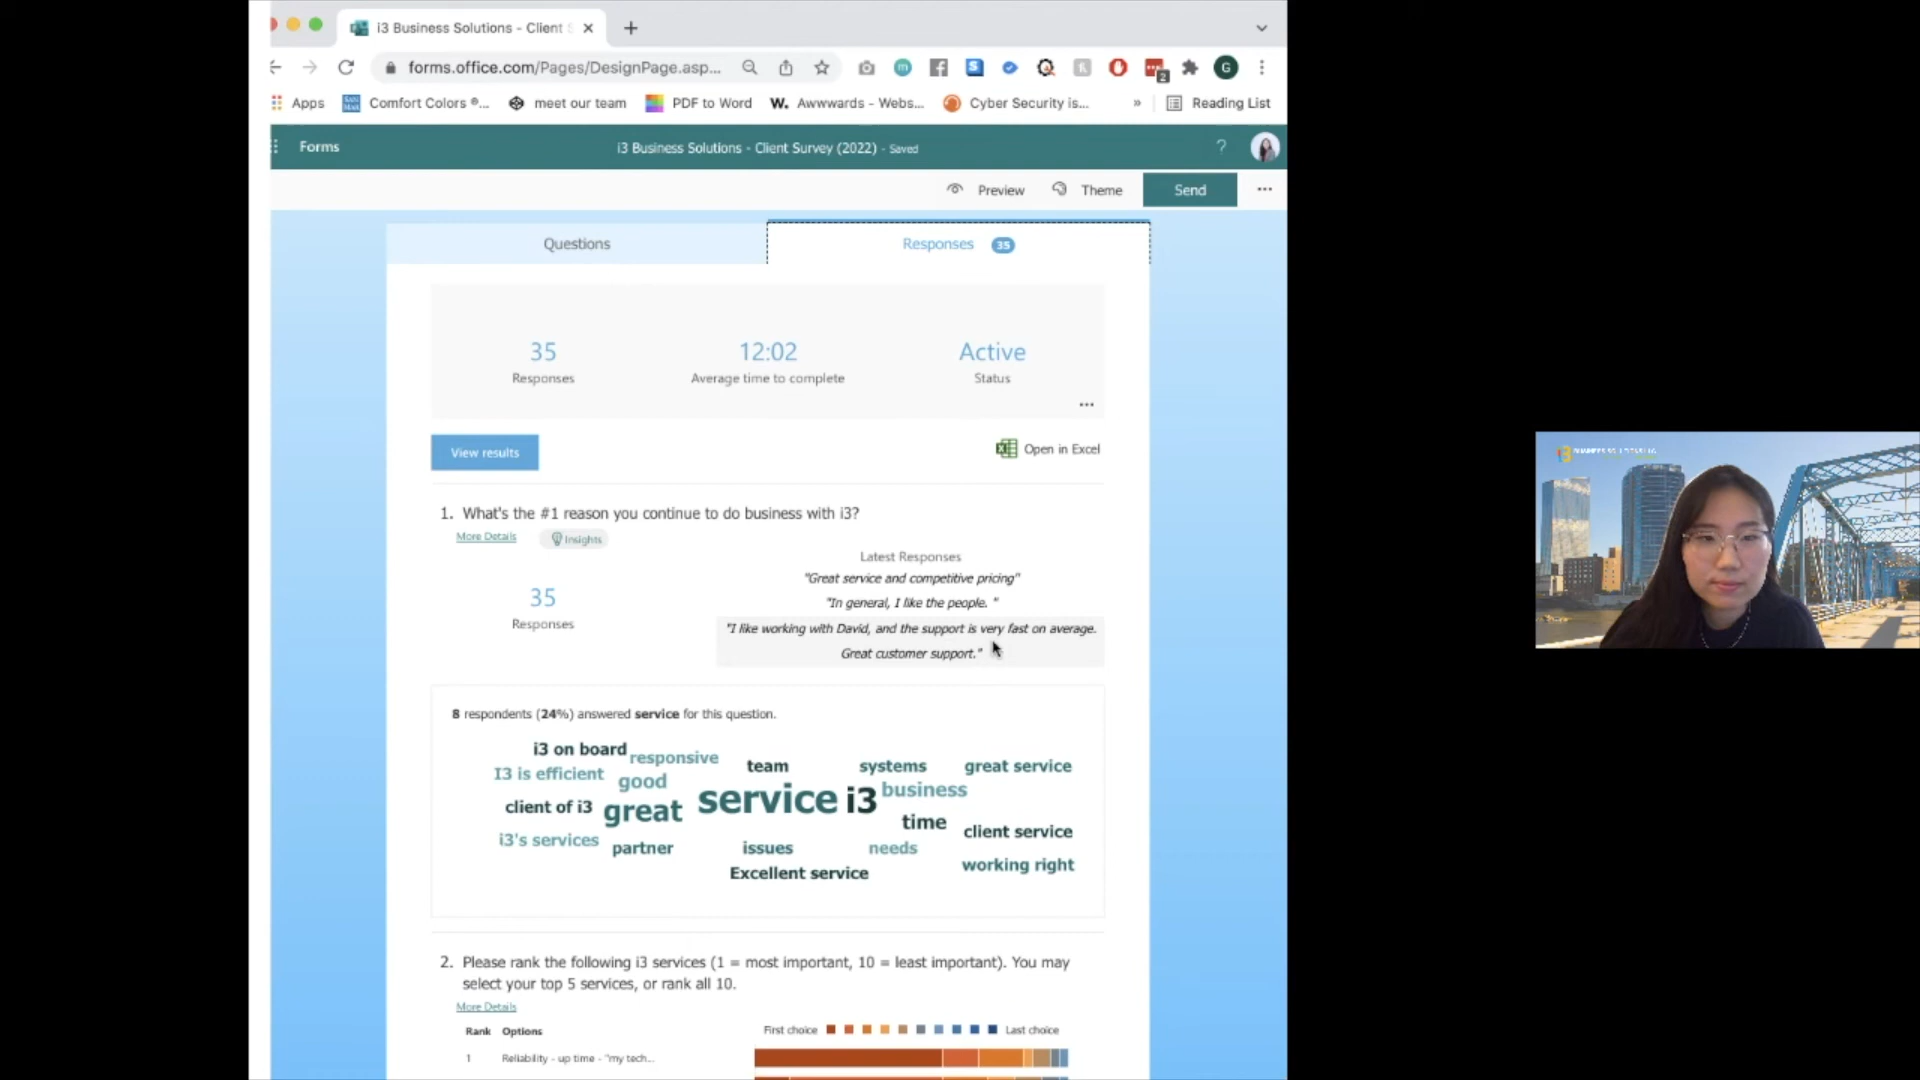 i3 Business Solutions - Client S
forms.office.com/Pages/DesignPage.asp...
G
2
Apps
Comfort Colors ®...
meet our team
PDF to Word
W. Awwwards - Webs...
Cyber Security is...
»
Reading List
Forms
i3 Business Solutions - Client Survey (2022) - Saved
?
Preview
Theme
Send
Questions
Responses 35
35
Responses
12:02
Average time to complete
Active
Status
View results
Open in Excel
1. What's the #1 reason you continue to do business with i3?
More Details
Insights
35
Responses
Latest Responses
"Great service and competitive pricing"
"In general, I like the people. "
"I like working with David, and the support is very fast on average.
Great customer support."
8 respondents (24%) answered service for this question.
i3 on board
responsive
team
systems
great service
I3 is efficient
good
business
client of i3
great
service
i3
time
client service
i3's services
partner
issues
needs
working right
Excellent service
2. Please rank the following i3 services (1 = most important, 10 = least important). You may
select your top 5 services, or rank all 10.
More Details
Rank Options
First choice
Last choice
1 Reliability - up time - "my tech...